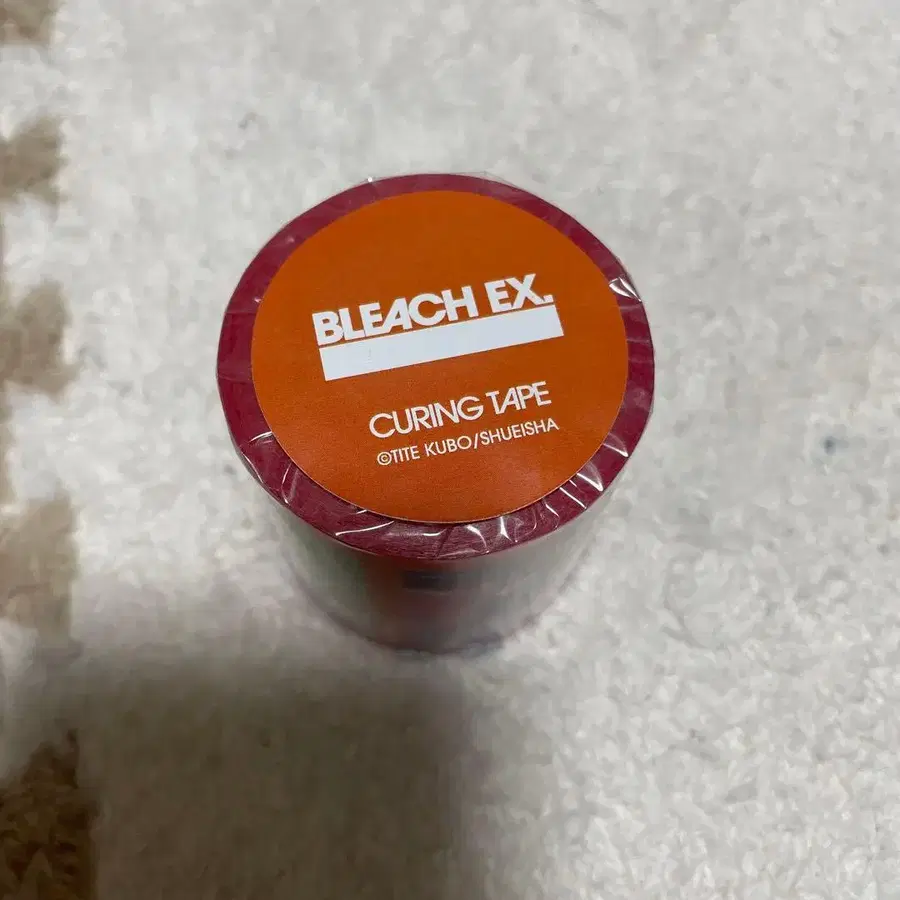 BLEACH EX.
CURING TAPE
©TITE KUBO/SHUEISHA